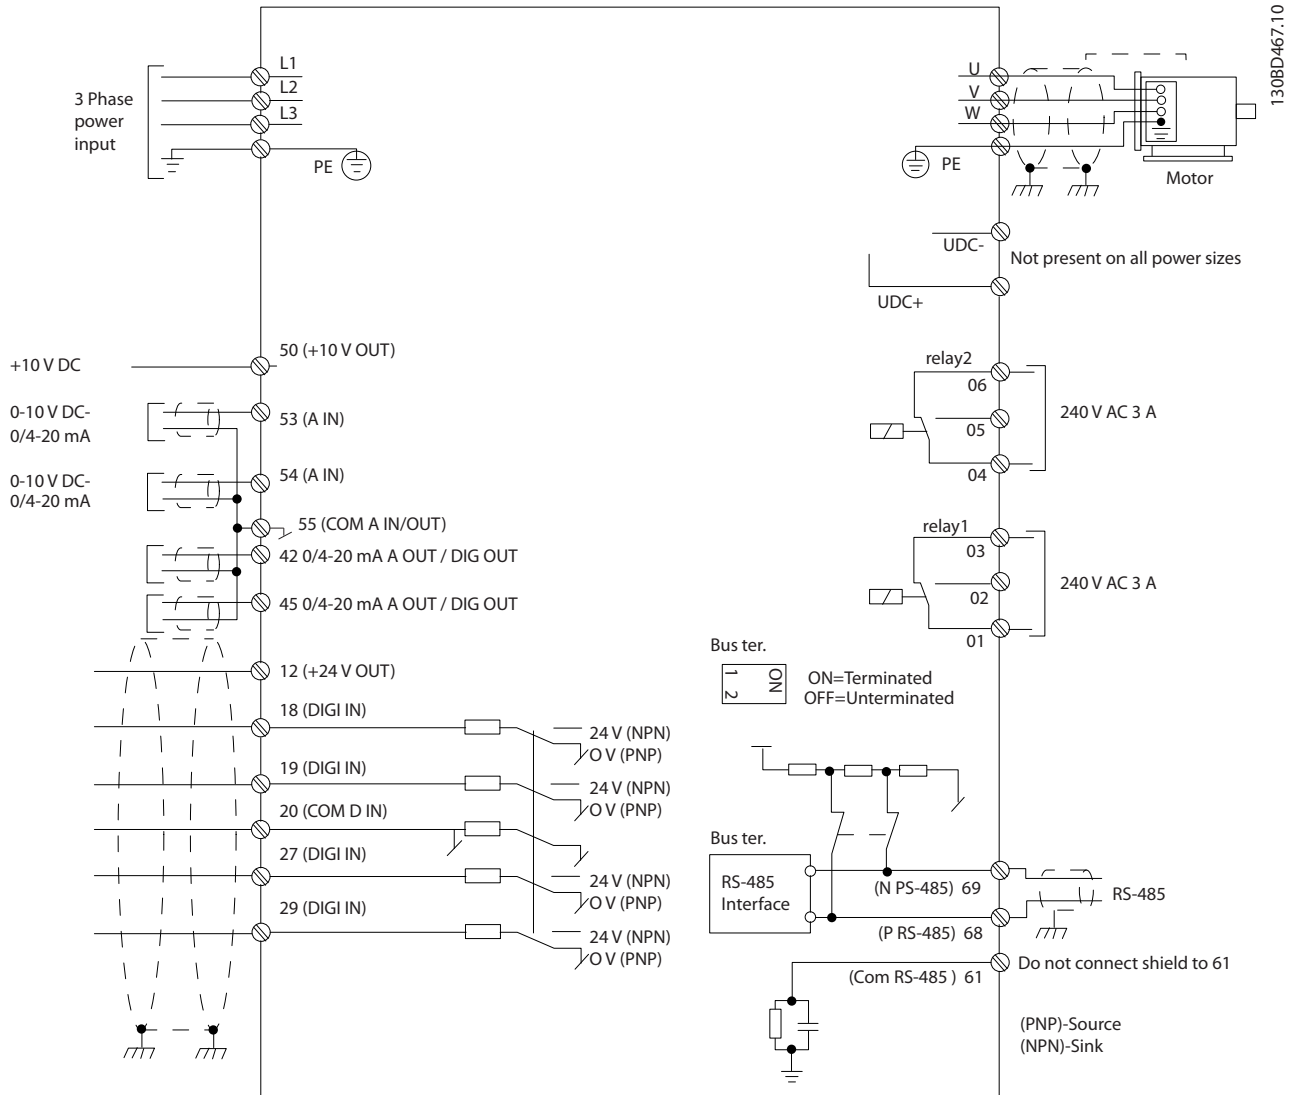 130BD467.10
L1
L2
L3
3 Phase
power
input
PE
U
V
W
PE
Motor
UDC-
Not present on all power sizes
UDC+
+10 V DC
50 (+10 V OUT)
0-10 V DC-
0/4-20 mA
53 (A IN)
0-10 V DC-
0/4-20 mA
54 (A IN)
55 (COM A IN/OUT)
42 0/4-20 mA A OUT / DIG OUT
45 0/4-20 mA A OUT / DIG OUT
12 (+24 V OUT)
18 (DIGI IN)
24 V (NPN)
O V (PNP)
19 (DIGI IN)
24 V (NPN)
O V (PNP)
20 (COM D IN)
27 (DIGI IN)
24 V (NPN)
O V (PNP)
29 (DIGI IN)
24 V (NPN)
O V (PNP)
relay2
06
05
04
240 V AC 3 A
relay1
03
02
01
240 V AC 3 A
Bus ter.
1
2
ON
ON=Terminated
OFF=Unterminated
Bus ter.
RS-485
Interface
(N PS-485) 69
RS-485
(P RS-485) 68
(Com RS-485 ) 61
Do not connect shield to 61
(PNP)-Source
(NPN)-Sink